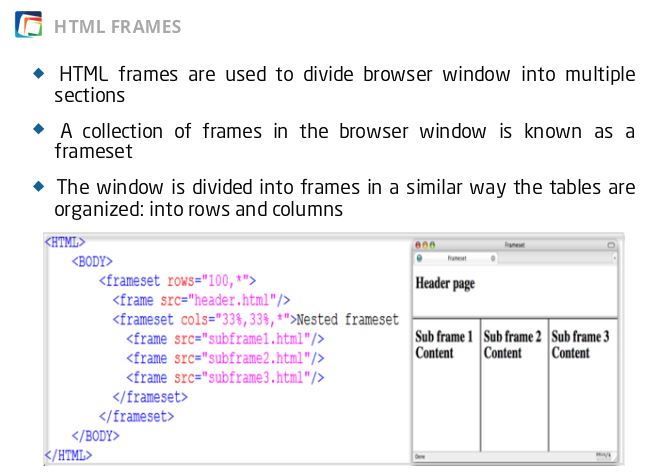 HTML FRAMES
HTML frames are used to divide browser window into multiple
sections
A collection of frames in the browser window is known as a
frameset
The window is divided into frames in a similar way the tables are
organized: into rows and columns
<HTML>
<BODY>
<frameset rows="100,*">
<frame src="header.html"/>
<frameset cols="33%,33%,*">Nested frameset
<frame src="subframe1.html"/>
<frame src="subframe2.html"/>
<frame src="subframe3.html"/>
</frameset>
</frameset>
</BODY>
</HTML>
Frameset
Frameset
Header page
Sub frame 1
Content
Sub frame 2
Content
Sub frame 3
Content
Done